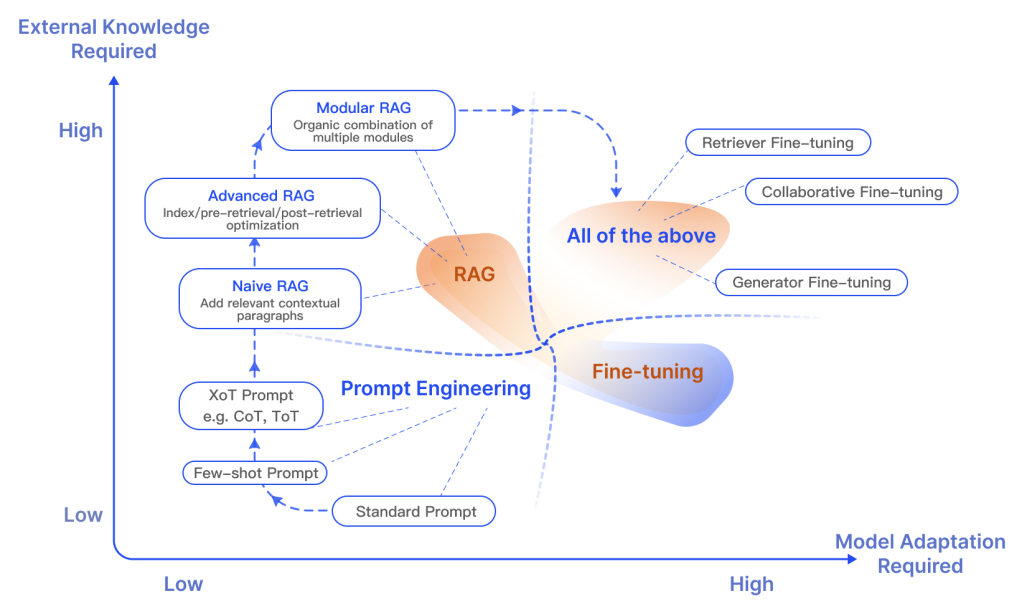 External Knowledge
Required
High
Modular RAG
Organic combination of
multiple modules
Retriever Fine-tuning
Advanced RAG
Index/pre-retrieval/post-retrieval
optimization
Collaborative Fine-tuning
All of the above
RAG
Naive RAG
Add relevant contextual
paragraphs
Generator Fine-tuning
Fine-tuning
Prompt Engineering
XoT Prompt
e.g. CoT, ToT
Few-shot Prompt
Standard Prompt
Low
Model Adaptation
Required
Low
High